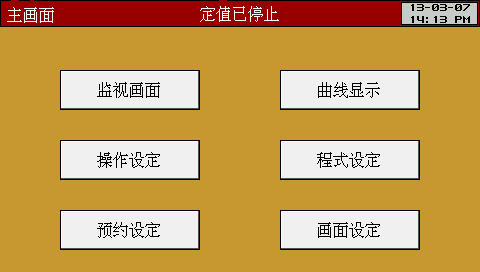 主画面 定值已停止 13-03-07
14:13 PM
监视画面 曲线显示
操作设定 程式设定
预约设定 画面设定